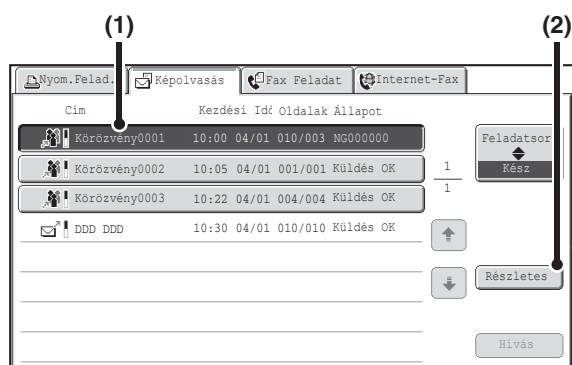 (1) (2)
Nyom.Felad. Képolvasás Fax Feladat Internet-Fax
Cím Kezdési Idő Oldalak Állapot
Körözvény0001 10:00 04/01 010/003 NG000000
Feladatsor
Kész
Körözvény0002 10:05 04/01 001/001 Küldés OK
1
1
Körözvény0003 10:22 04/01 004/004 Küldés OK
DDD DDD 10:30 04/01 010/010 Küldés OK
Részletes
Hívás